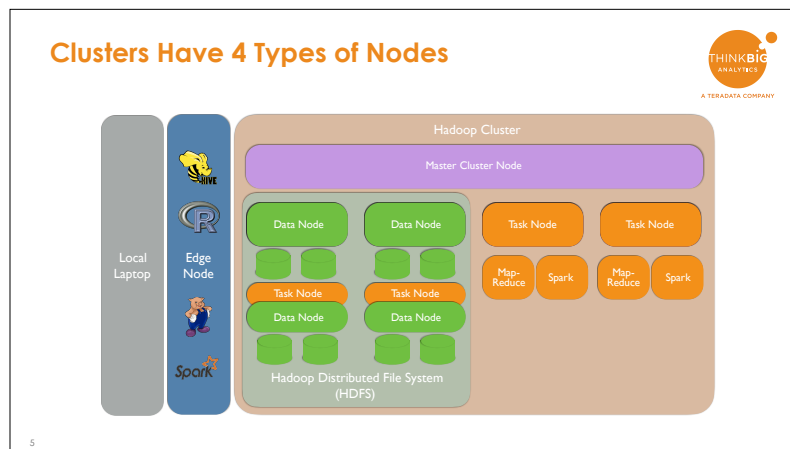 Clusters Have 4 Types of Nodes
THINKBIG
ANALYTICS
A TERADATA COMPANY
Hadoop Cluster
Master Cluster Node
HIVE
R
Local
Laptop
Edge
Node
Spark
Data Node
Data Node
Task Node
Task Node
Map-
Reduce
Spark
Map-
Reduce
Spark
Task Node
Task Node
Data Node
Data Node
Hadoop Distributed File System
(HDFS)
5